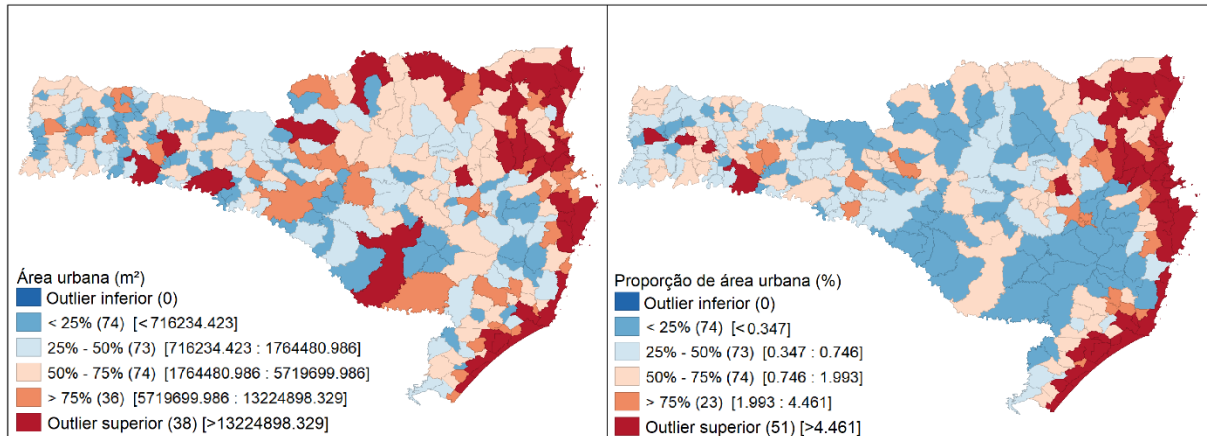 Área urbana (m²)
Outlier inferior (0)
< 25% (74) [< 716234.423]
25% - 50% (73) [716234.423 : 1764480.986]
50% - 75% (74) [1764480.986 : 5719699.986]
> 75% (36) [5719699.986 : 13224898.329]
Outlier superior (38) [>13224898.329]
Proporção de área urbana (%)
Outlier inferior (0)
< 25% (74) [< 0.347]
25% - 50% (73) [0.347 : 0.746]
50% - 75% (74) [0.746 : 1.993]
> 75% (23) [1.993 : 4.461]
Outlier superior (51) [>4.461]